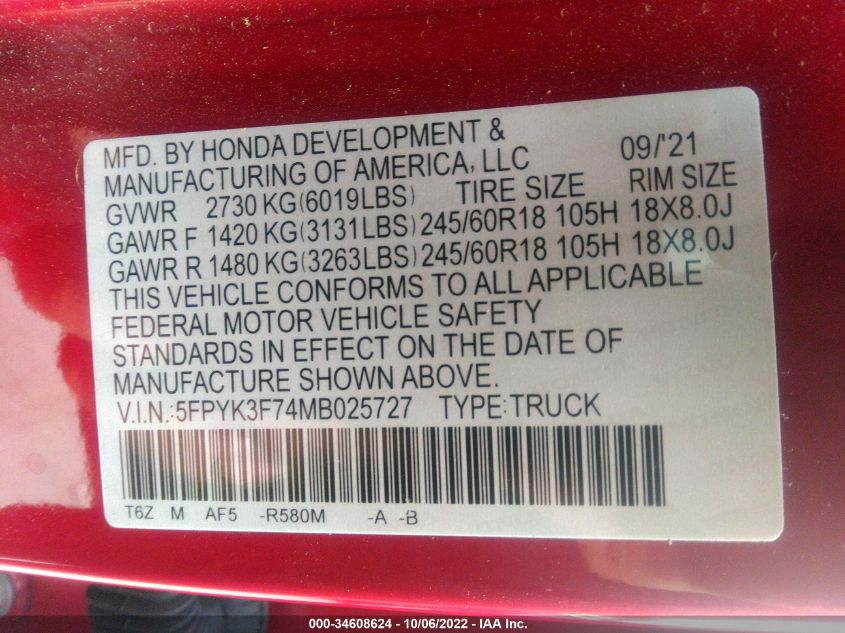 MFD. BY HONDA DEVELOPMENT &
MANUFACTURING OF AMERICA, LLC 09/'21
GVWR 2730 KG(6019LBS) TIRE SIZE RIM SIZE
GAWR F 1420 KG(3131LBS) 245/60R18 105H 18X8.0J
GAWR R 1480 KG(3263LBS) 245/60R18 105H 18X8.0J
THIS VEHICLE CONFORMS TO ALL APPLICABLE
FEDERAL MOTOR VEHICLE SAFETY
STANDARDS IN EFFECT ON THE DATE OF
MANUFACTURE SHOWN ABOVE.
V.I.N.:5FPYK3F74MB025727 TYPE:TRUCK
T6Z M AF5 -R580M -A -B
000-34608624 - 10/06/2022 - IAA Inc.